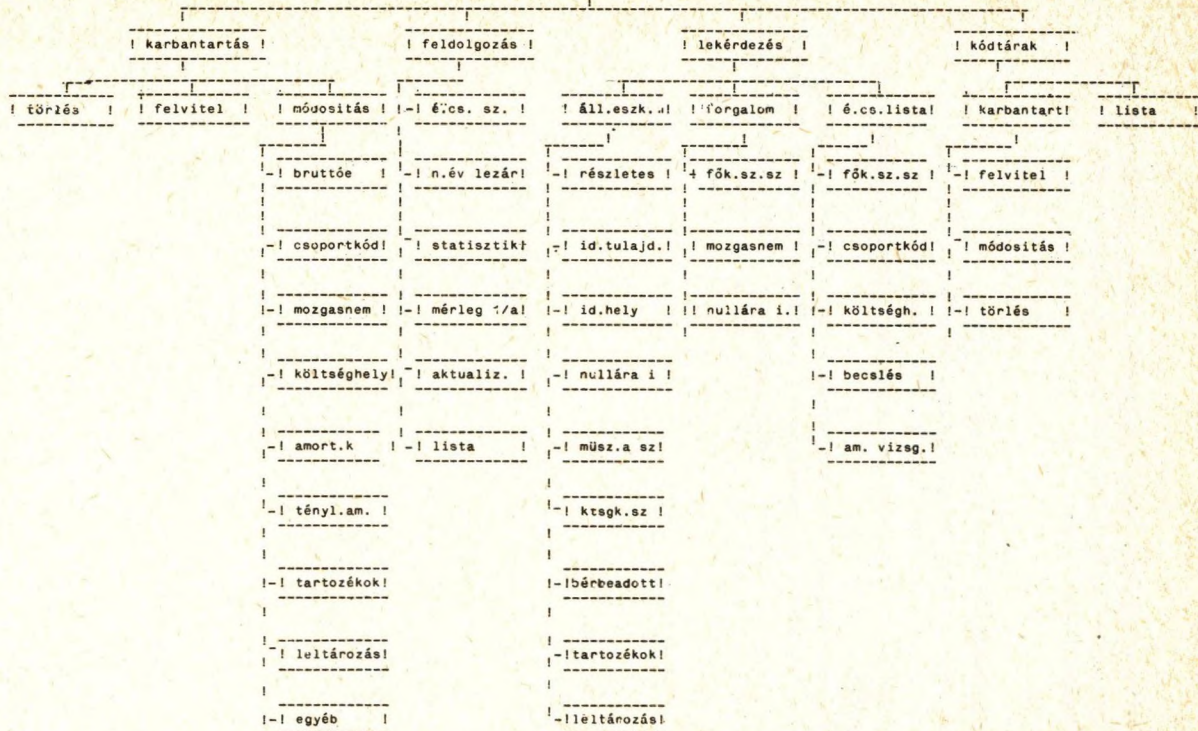 karbantartás feldolgozás lekérdezés kódtárak
törlés felvitel módositás é.cs. sz. áll.eszk. forgalom é.cs.lista karbantart lista
bruttóe n.év lezár részletes fők.sz.sz fők.sz.sz felvitel
csoportkód statisztik id.tulajd. mozgasnem csoportkód módositás
mozgasnem mérleg 1/a id.hely nullára i. költségh. törlés
költséghely aktualiz. nullára i becslés
amort.k lista müsz.a sz am. vizsg.
tényl.am. ktsgk.sz
tartozékok bérbeadott
leltározás tartozékok
egyéb leltározás